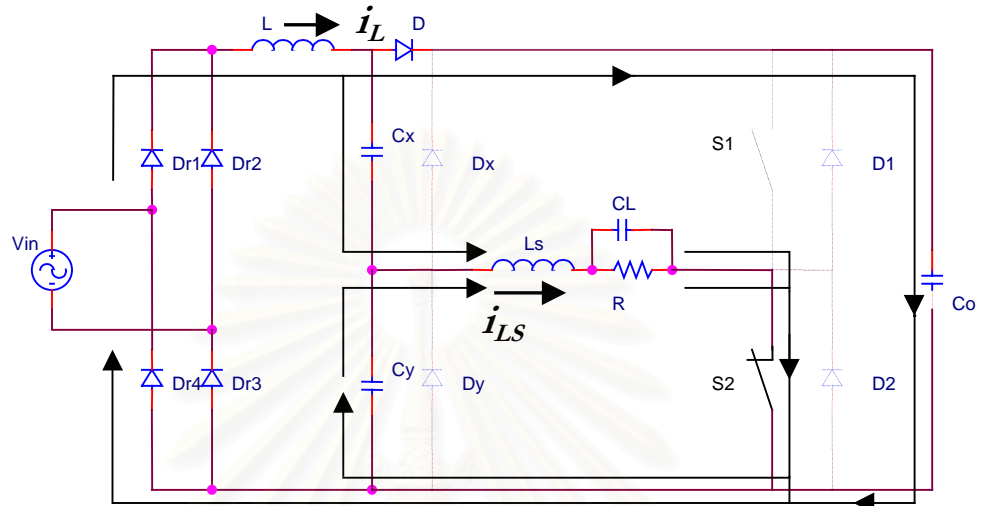 L
i_L
D
Dr1
Dr2
Cx
Dx
S1
D1
Vin
CL
Ls
R
i_LS
Co
Dr4
Dr3
Cy
Dy
S2
D2